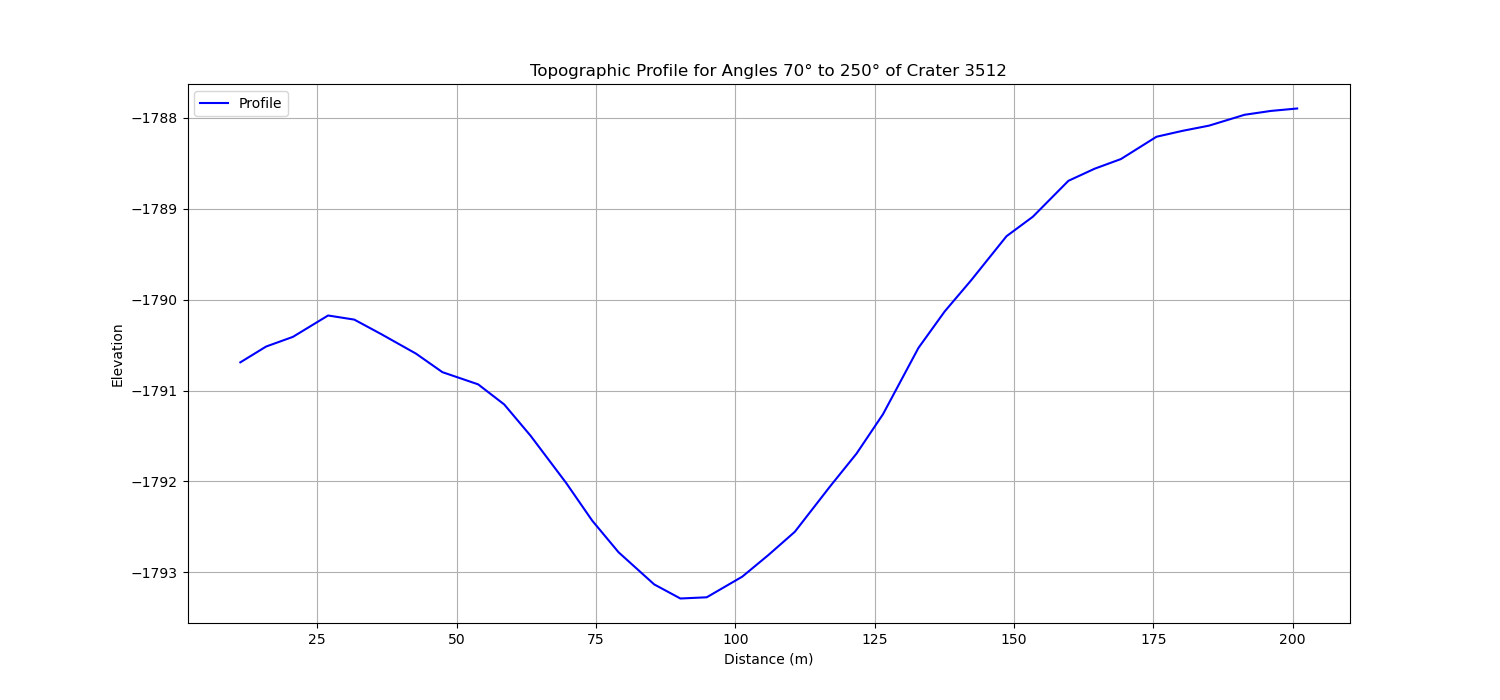 Topographic Profile for Angles 70° to 250° of Crater 3512
Profile
−1788
−1789
−1790
−1791
−1792
−1793
Elevation
25 50 75 100 125 150 175 200
Distance (m)